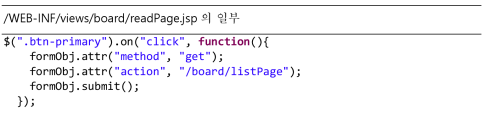 /WEB-INF/views/board/readPage.jsp 의 일부
$(".btn-primary").on("click", function(){
    formObj.attr("method", "get");
    formObj.attr("action", "/board/listPage");
    formObj.submit();
  });